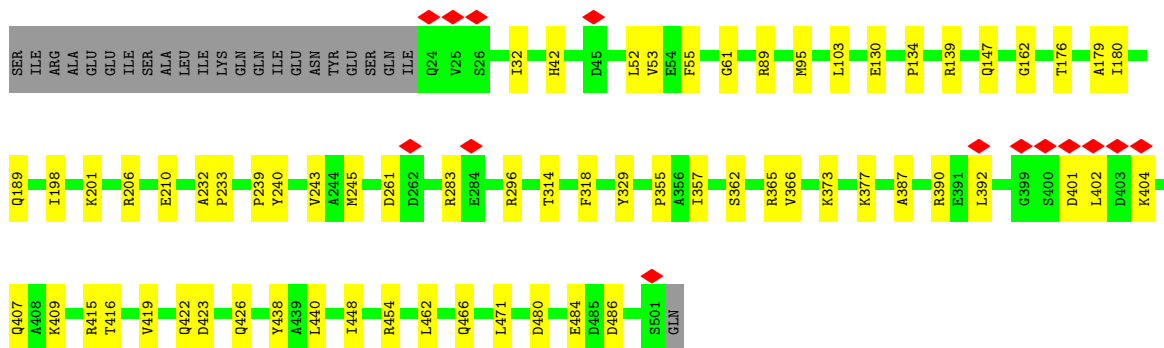 SER ILE ARG ALA GLU GLU ILE SER ALA LEU ILE LYS GLN GLN ILE GLU ASN TYR GLU SER GLN ILE Q24 V25 S26 I32 H42 D45 L52 V53 E54 F55 G61 R89 M95 L103 E130 P134 R139 Q147 G162 T176 A179 I180
Q189 I198 K201 R206 E210 A232 P233 P239 Y240 V243 A244 M245 D261 D262 R283 E284 R296 T314 F318 Y329 P355 A356 I357 S362 R365 V366 K373 K377 A387 R390 E391 L392 G399 S400 D401 L402 D403 K404
Q407 A408 K409 R415 T416 V419 Q422 D423 Q426 Y438 A439 L440 I448 R454 L462 Q466 L471 D480 E484 D485 D486 S501 GLN